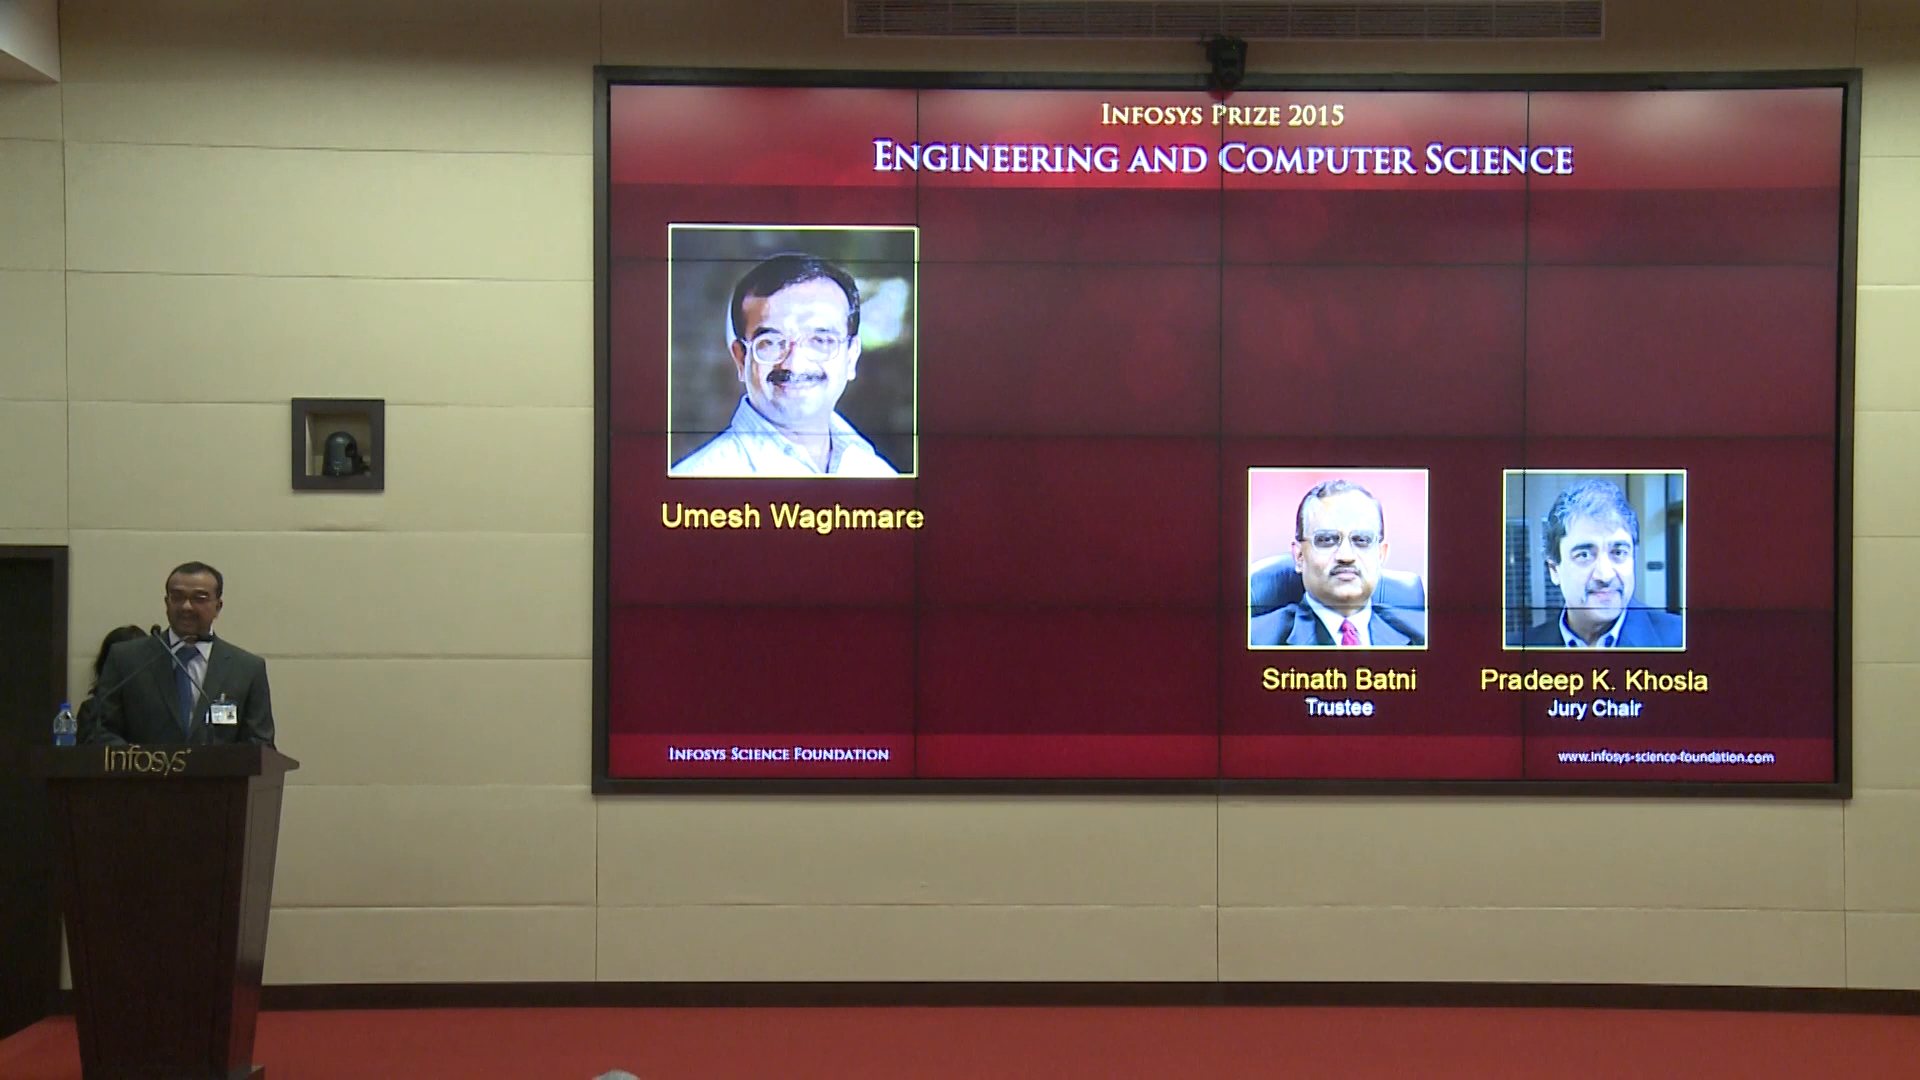 INFOSYS PRIZE 2015
ENGINEERING AND COMPUTER SCIENCE
Umesh Waghmare
Srinath Batni
Trustee
Pradeep K. Khosla
Jury Chair
INFOSYS SCIENCE FOUNDATION
www.infosys-science-foundation.com
Infosys